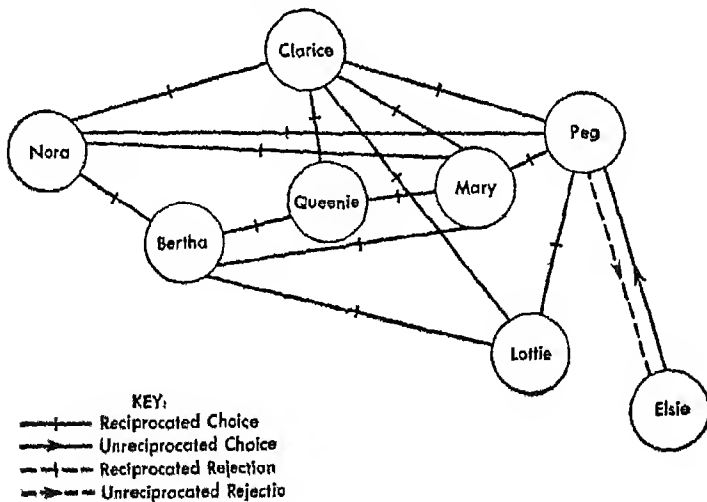 Clarice
Peg
Nora
Mary
Queenie
Bertha
Lottie
Elsie
KEY:
Reciprocated Choice
Unreciprocated Choice
Reciprocated Rejection
Unreciprocated Rejectio